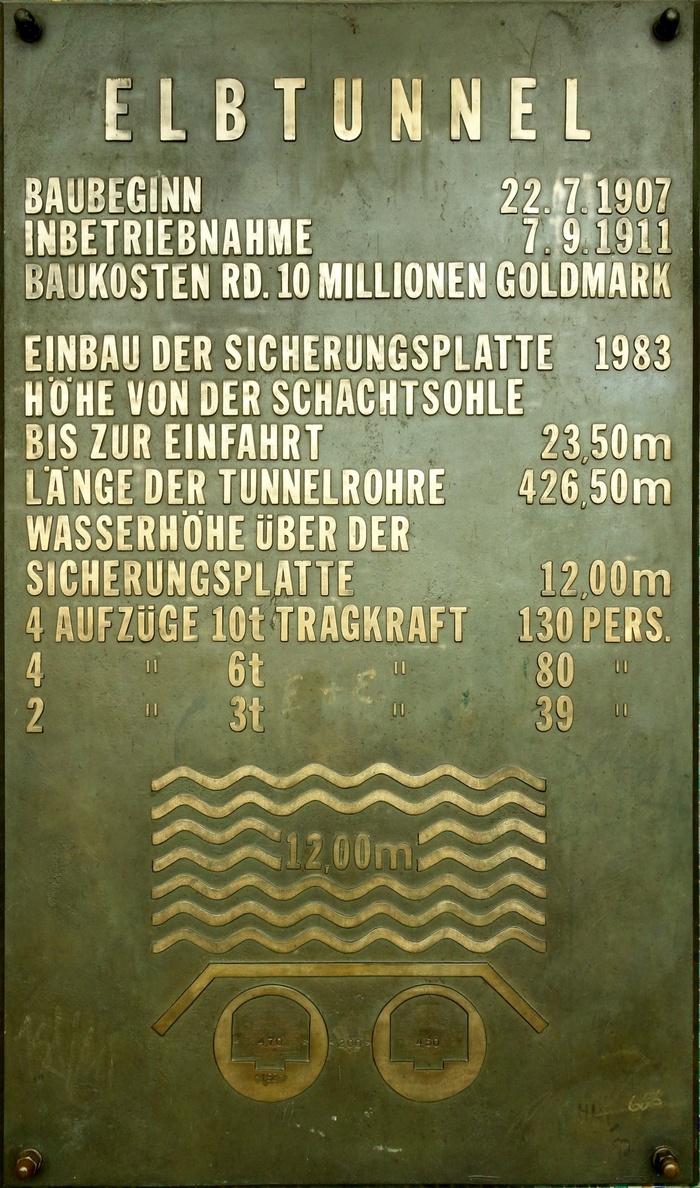 ELBTUNNEL
BAUBEGINN 22.7.1907
INBETRIEBNAHME 7.9.1911
BAUKOSTEN RD. 10 MILLIONEN GOLDMARK
EINBAU DER SICHERUNGSPLATTE 1983
HÖHE VON DER SCHACHTSOHLE
BIS ZUR EINFAHRT 23,50m
LÄNGE DER TUNNELROHRE 426,50m
WASSERHÖHE ÜBER DER
SICHERUNGSPLATTE 12,00m
4 AUFZÜGE 10t TRAGKRAFT 130 PERS.
4 " 6t " 80 "
2 " 3t " 39 "
E + E
12,00m